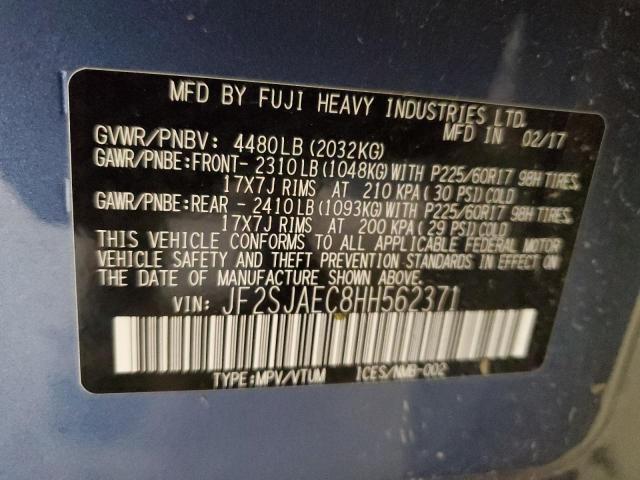 MFD BY FUJI HEAVY INDUSTRIES LTD.
MFD IN 02/17
GVWR/PNBV: 4480LB (2032KG)
GAWR/PNBE:FRONT- 2310LB (1048KG) WITH P225/60R17 98H TIRES,
17X7J RIMS AT 210 KPA ( 30 PSI) COLD
GAWR/PNBE:REAR - 2410LB (1093KG) WITH P225/60R17 98H TIRES,
17X7J RIMS AT 200 KPA ( 29 PSI) COLD
THIS VEHICLE CONFORMS TO ALL APPLICABLE FEDERAL MOTOR
VEHICLE SAFETY AND THEFT PREVENTION STANDARDS IN EFFECT ON
THE DATE OF MANUFACTURE SHOWN ABOVE.
VIN: JF2SJAEC8HH562371
TYPE:MPV/VTUM ICES/NMB-002